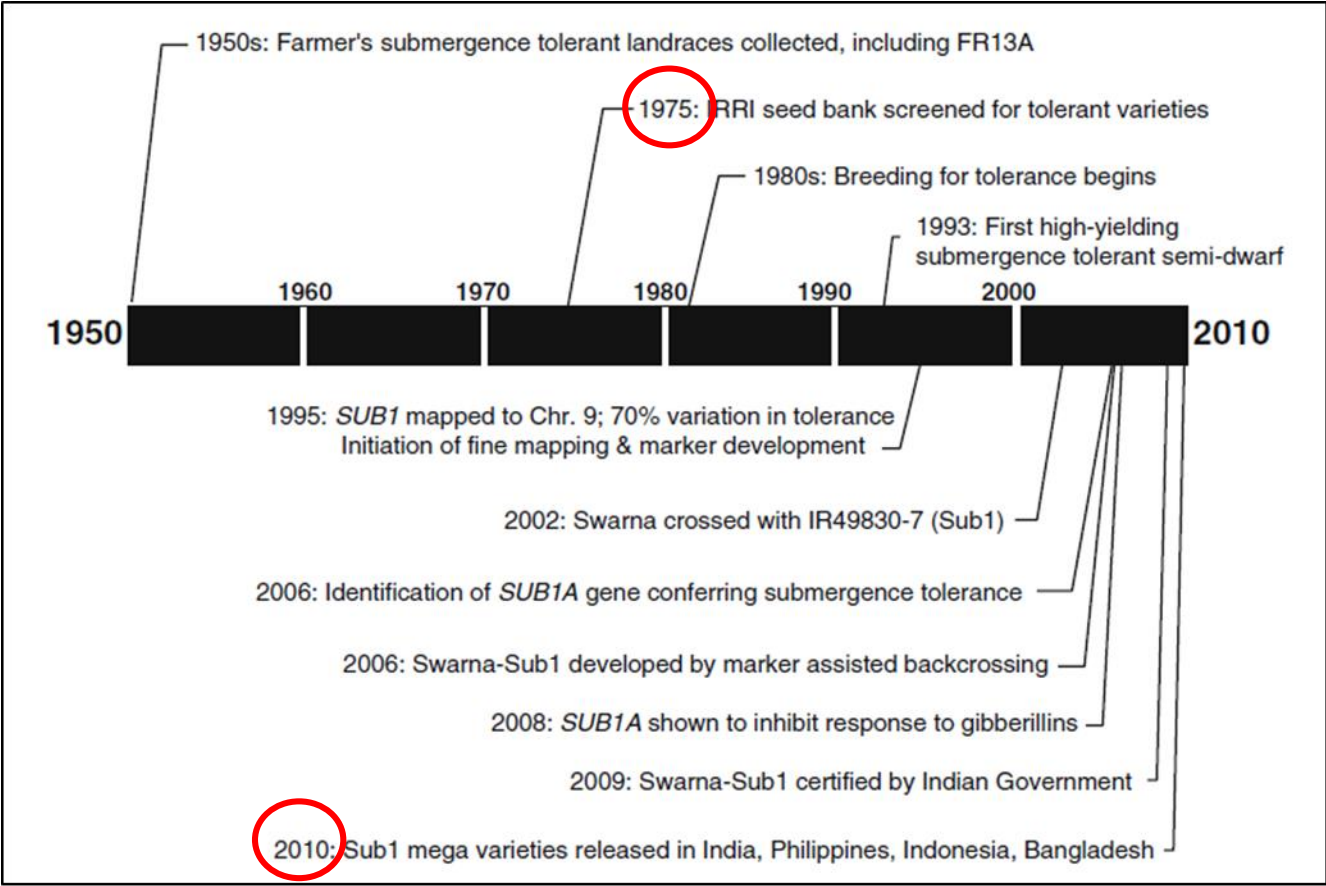 1950s: Farmer's submergence tolerant landraces collected, including FR13A
1975: IRRI seed bank screened for tolerant varieties
1980s: Breeding for tolerance begins
1993: First high-yielding
submergence tolerant semi-dwarf
1960 1970 1980 1990 2000
1950 2010
1995: SUB1 mapped to Chr. 9; 70% variation in tolerance
Initiation of fine mapping & marker development
2002: Swarna crossed with IR49830-7 (Sub1)
2006: Identification of SUB1A gene conferring submergence tolerance
2006: Swarna-Sub1 developed by marker assisted backcrossing
2008: SUB1A shown to inhibit response to gibberillins
2009: Swarna-Sub1 certified by Indian Government
2010: Sub1 mega varieties released in India, Philippines, Indonesia, Bangladesh